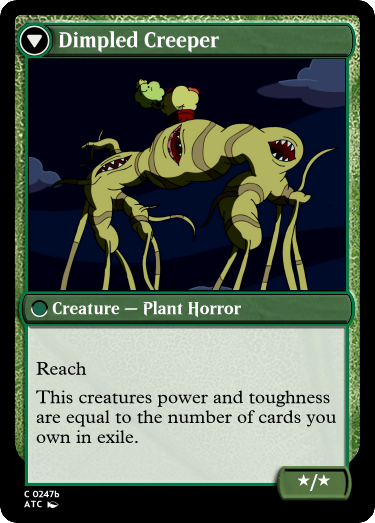 Dimpled Creeper
Creature — Plant Horror
Reach
This creatures power and toughness
are equal to the number of cards you
own in exile.
★/★
C 0247b
ATC